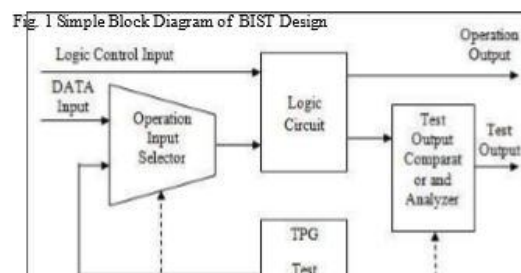 Fig. 1 Simple Block Diagram of BIST Design
Operation
Output
Logic Control Input
DATA
Input
Operation
Input
Selector
Logic
Circuit
Test
Output
Comparat
or and
Analyzer
Test
Output
TPG
Test